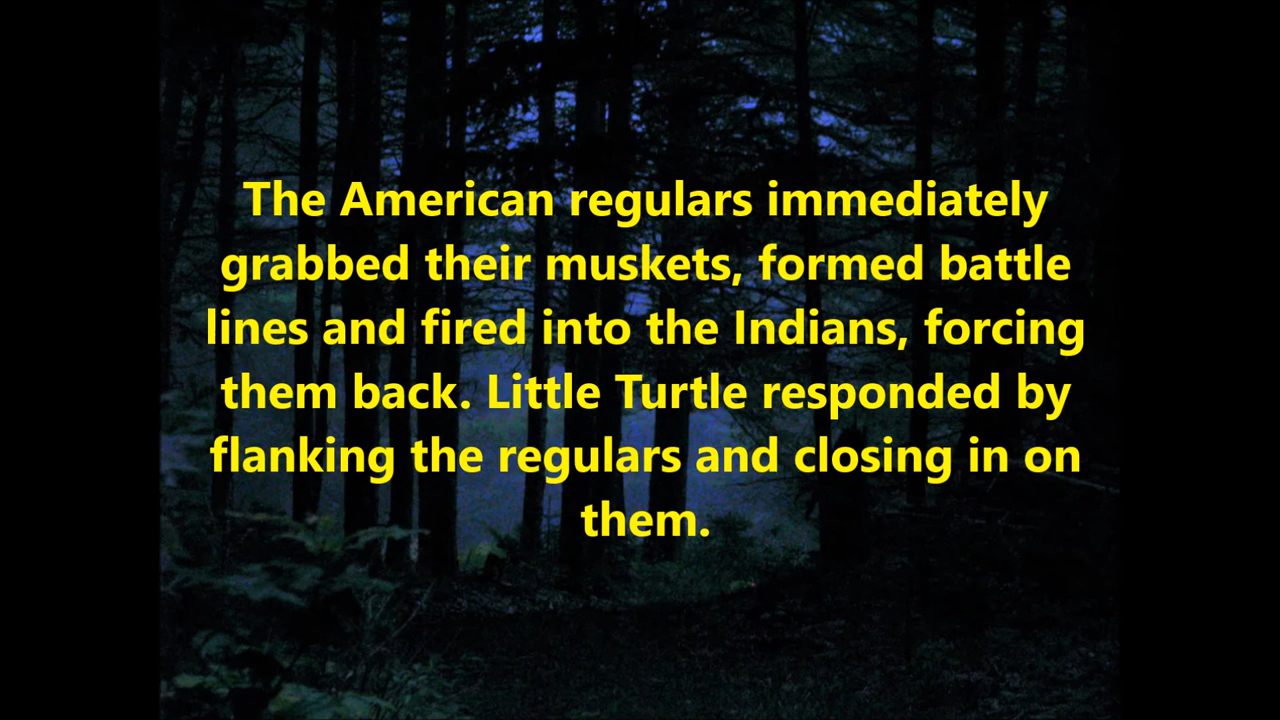 The American regulars immediately
grabbed their muskets, formed battle
lines and fired into the Indians, forcing
them back. Little Turtle responded by
flanking the regulars and closing in on
them.